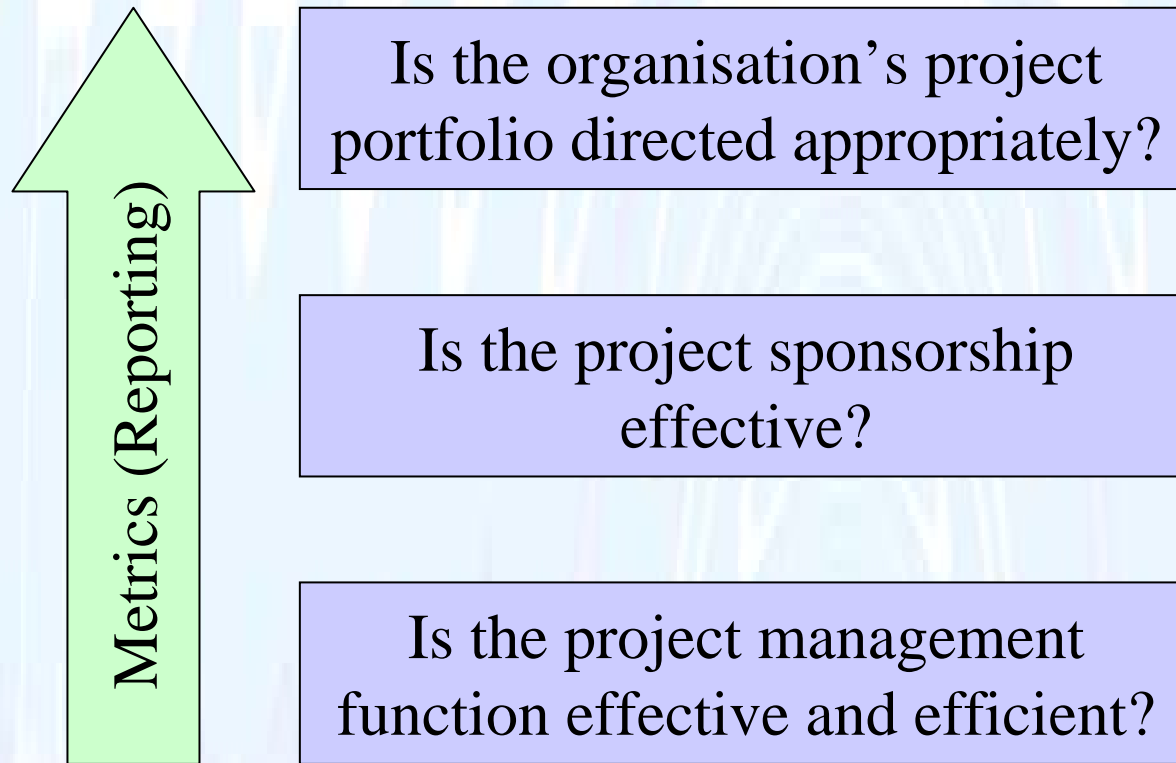 Metrics (Reporting)
Is the organisation’s project
portfolio directed appropriately?
Is the project sponsorship
effective?
Is the project management
function effective and efficient?